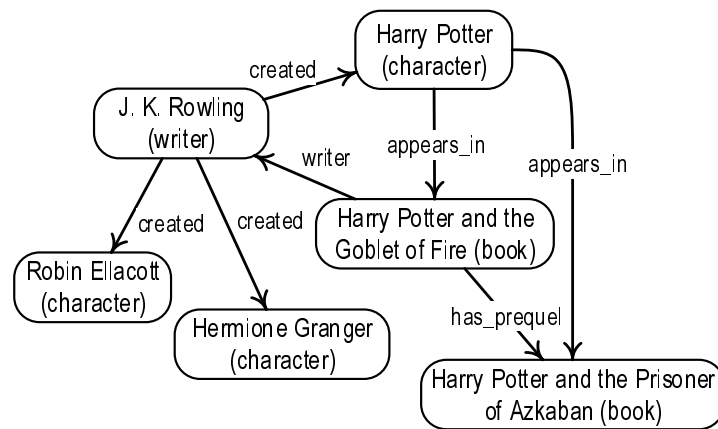 Harry Potter
(character)
created
J. K. Rowling
(writer)
writer
appears_in
appears_in
created
created
Harry Potter and the
Goblet of Fire (book)
Robin Ellacott
(character)
Hermione Granger
(character)
has_prequel
Harry Potter and the Prisoner
of Azkaban (book)